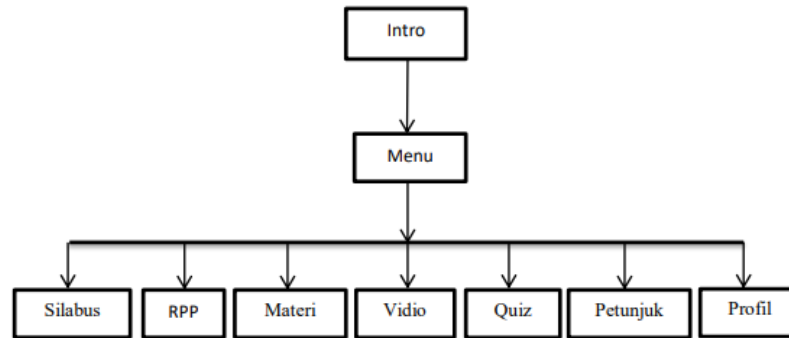 Intro
Menu
Silabus
RPP
Materi
Vidio
Quiz
Petunjuk
Profil